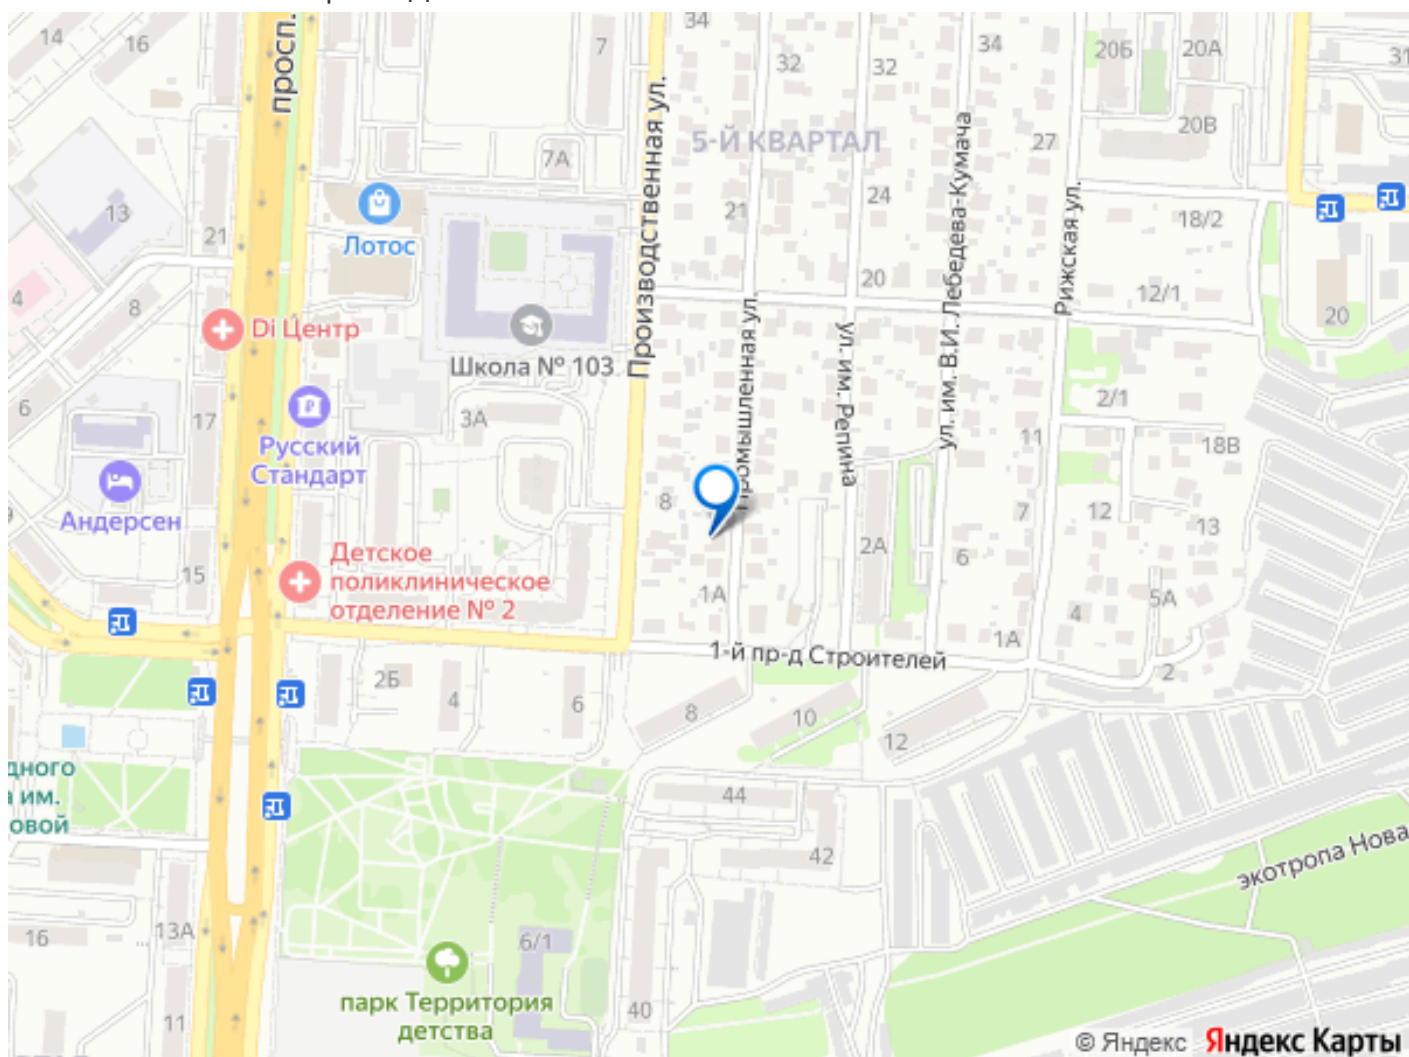 14
16
просп.
7
34
32
32
34
20Б
20А
31
20В
5-Й КВАРТАЛ
27
7А
Производственная ул.
ул. им. В.И. Лебедева-Кумача
Рижская ул.
13
21
Лотос
21
24
18/2
4
8
Di Центр
20
12/1
20
Школа № 103
Промышленная ул.
ул. им. Репина
6
17
3А
2/1
Русский
Стандарт
11
18В
Андерсен
8
7
12
13
15
Детское
поликлиническое
отделение № 2
2А
6
1А
4
5А
1-й пр-д Строителей
1А
2
2Б
4
6
8
10
12
дного
а им.
овой
44
42
экотропа Нова
16
13А
6/1
парк Территория
детства
40
11
© Яндекс Яндекс Карты